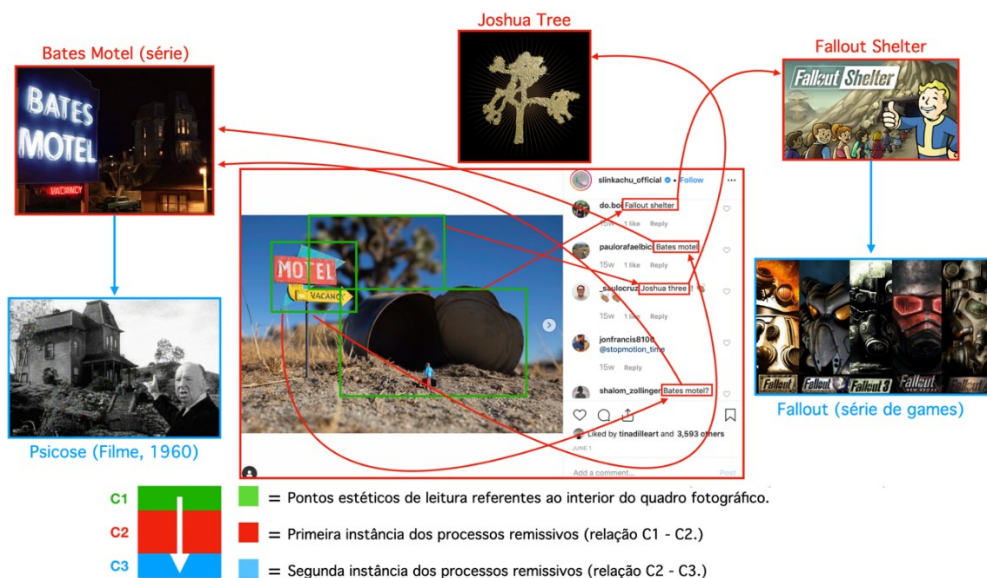 Joshua Tree
Bates Motel (série)
Fallout Shelter
BATES
MOTEL
VACANCY
Fallout Shelter
slinkachu_official • Follow
do.bo Fallout shelter
15w 1 like Reply
paulorafaelbic Bates motel
15w 1 like Reply
_saulocruz Joshua three !
15w 1 like Reply
jonfrancis8106
@stopmotion_time
15w Reply
shalom_zollinger Bates motel?
MOTEL
VACANCY
Liked by tinadilleart and 3,593 others
JUNE 1
Add a comment... Post
Fallout Fallout Fallout 3 Fallout Fallout
Psicose (Filme, 1960)
Fallout (série de games)
C1 = Pontos estéticos de leitura referentes ao interior do quadro fotográfico.
C2 = Primeira instância dos processos remissivos (relação C1 - C2.)
C3 = Segunda instância dos processos remissivos (relação C2 - C3.)